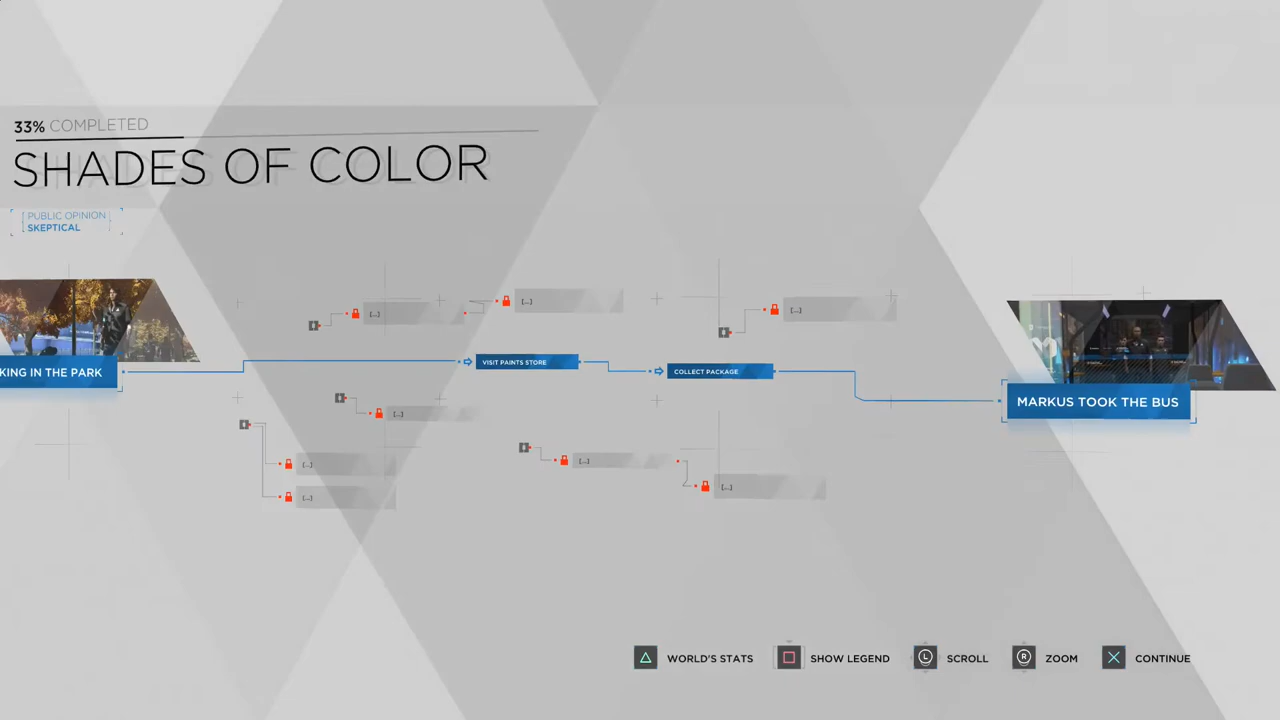 33% COMPLETED
SHADES OF COLOR
PUBLIC OPINION
SKEPTICAL
[...]
[...]
[...]
VISIT PAINTS STORE
KING IN THE PARK
COLLECT PACKAGE
MARKUS TOOK THE BUS
[...]
[...]
[...]
[...]
[...]
WORLD'S STATS
SHOW LEGEND
L
SCROLL
R
ZOOM
CONTINUE